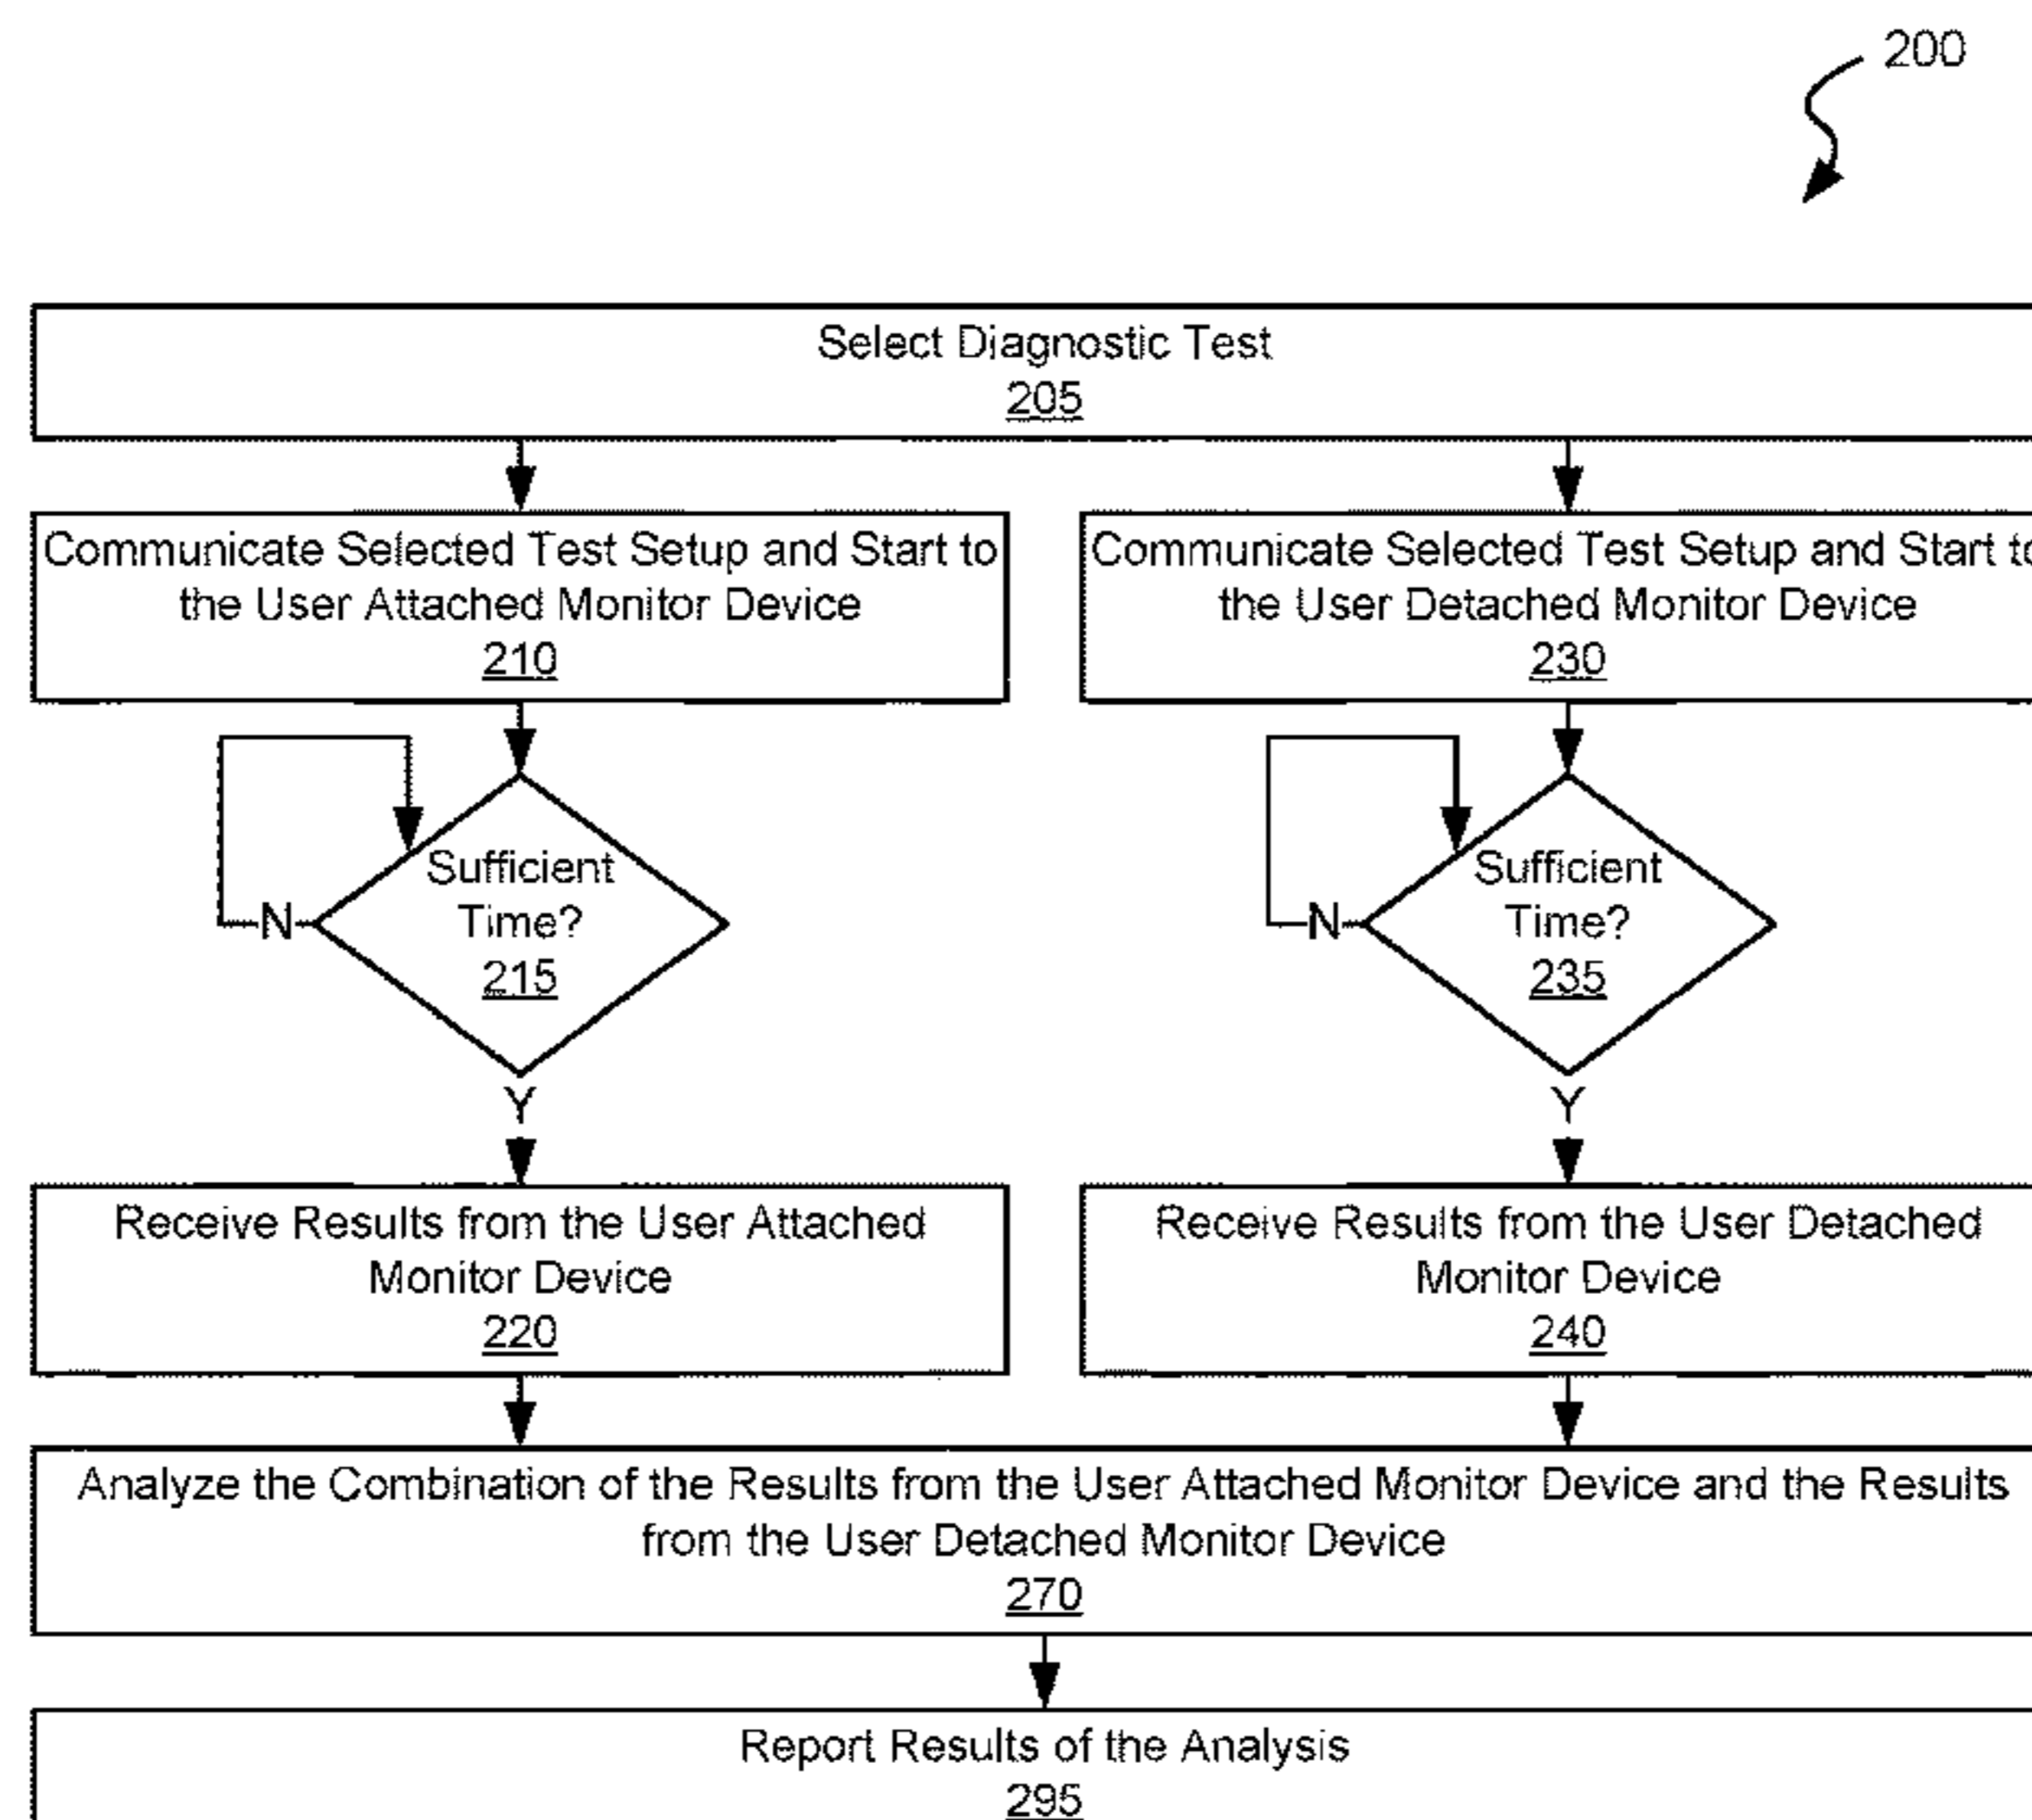 200
Select Diagnostic Test
205
Communicate Selected Test Setup and Start to
the User Attached Monitor Device
210
Communicate Selected Test Setup and Start to
the User Detached Monitor Device
230
Sufficient
Time?
215
N
Y
Sufficient
Time?
235
N
Y
Receive Results from the User Attached
Monitor Device
220
Receive Results from the User Detached
Monitor Device
240
Analyze the Combination of the Results from the User Attached Monitor Device and the Results
from the User Detached Monitor Device
270
Report Results of the Analysis
295